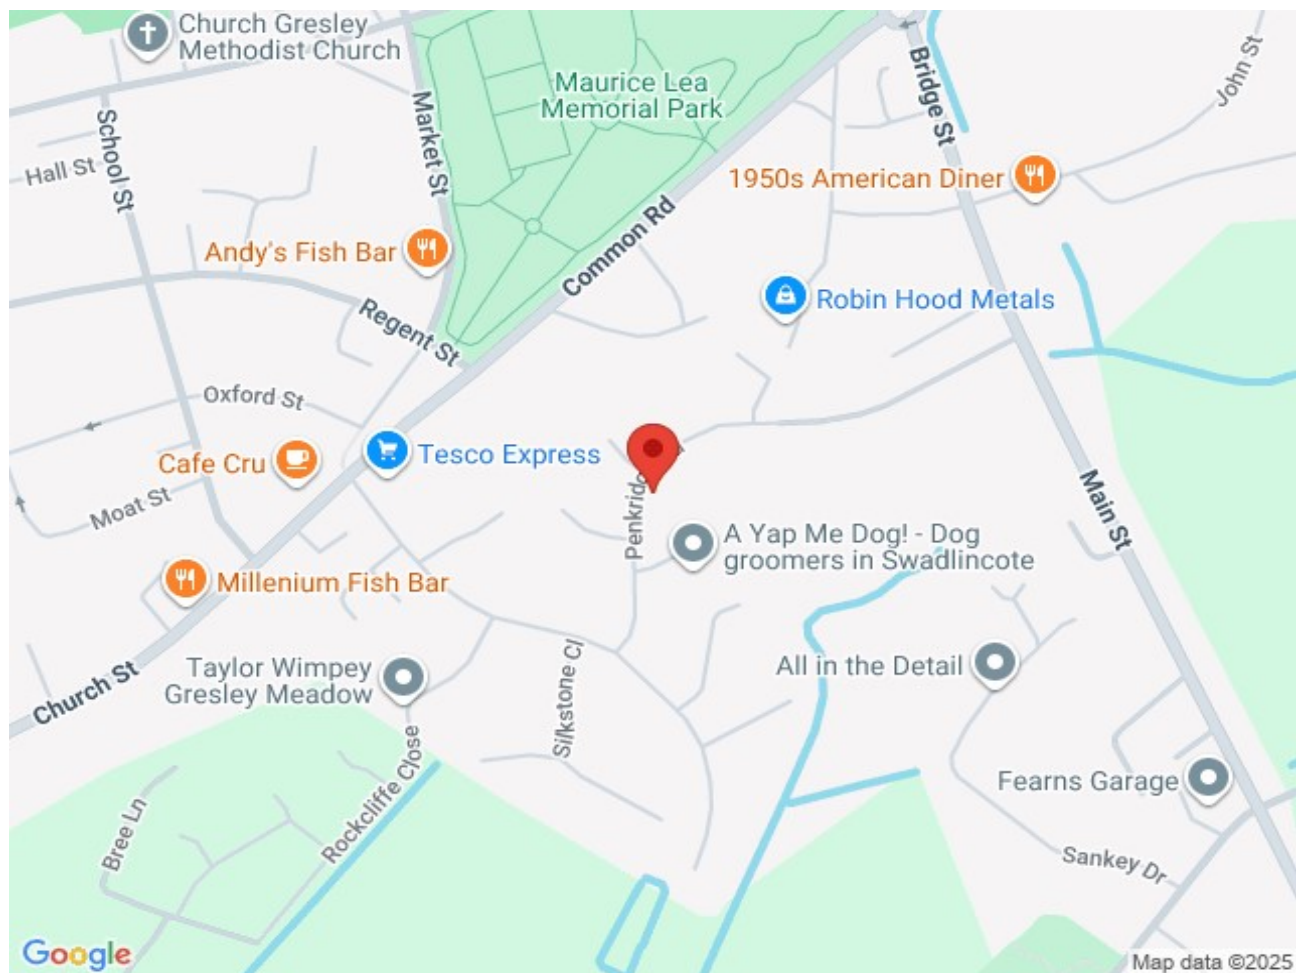 Church Gresley
Methodist Church
Maurice Lea
Memorial Park
Bridge St
John St
School St
Market St
Hall St
1950s American Diner
Common Rd
Andy's Fish Bar
Robin Hood Metals
Regent St
Oxford St
Tesco Express
Cafe Cru
Moat St
Main St
A Yap Me Dog! - Dog
groomers in Swadlincote
Millenium Fish Bar
All in the Detail
Taylor Wimpey
Gresley Meadow
Church St
Silkstone Cl
Fearns Garage
Rockcliffe Close
Bree Ln
Sankey Dr
Google
Map data ©2025